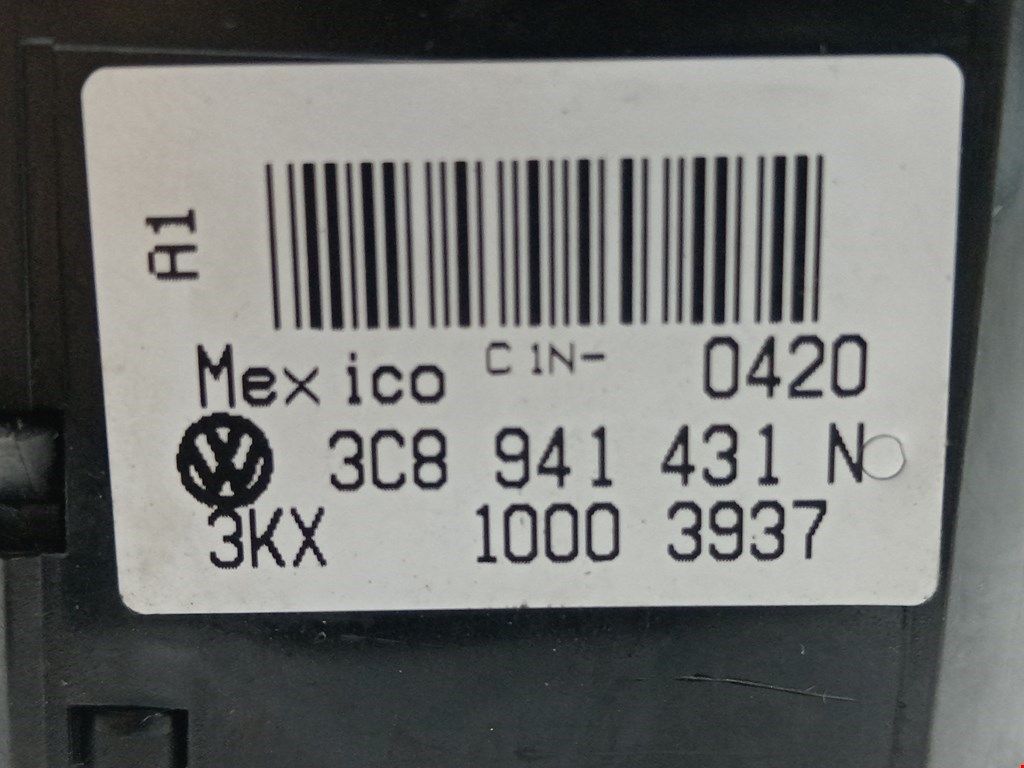 A1
Mexico C 1N- 0420
3C8 941 431 N
3KX 1000 3937